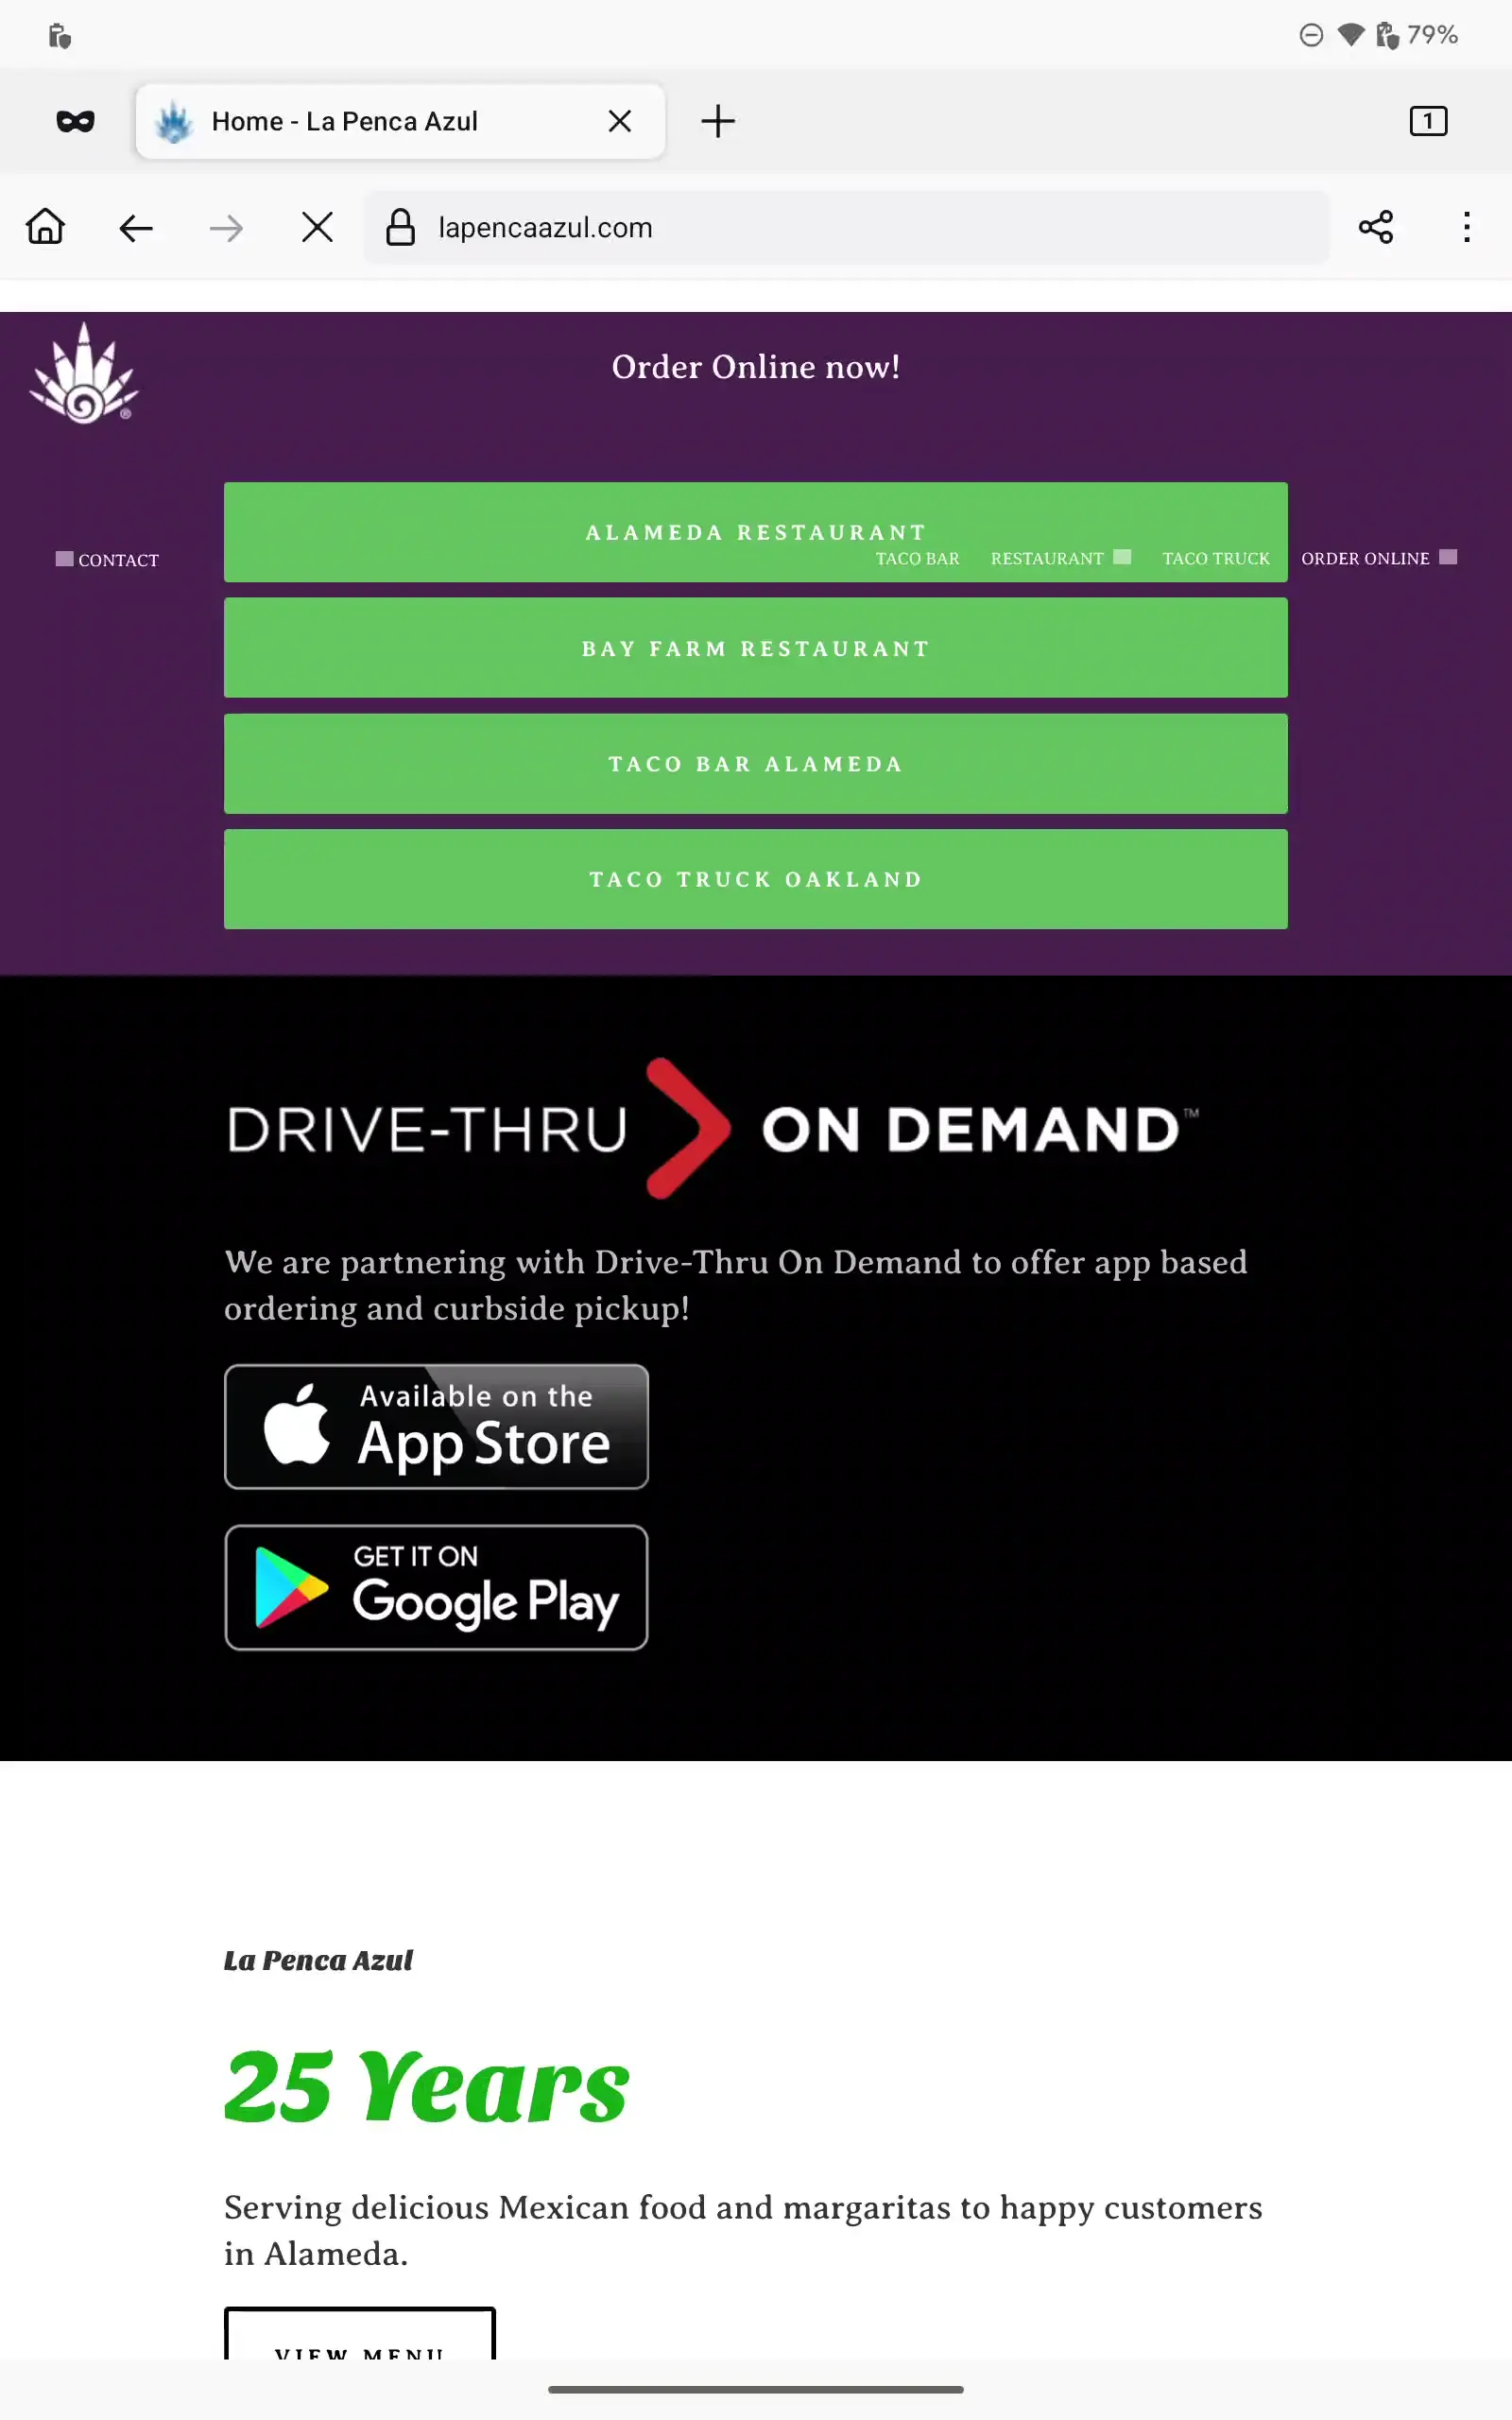 79%
Home - La Penca Azul
1
lapencaazul.com
®
Order Online now!
ALAMEDA RESTAURANT
CONTACT
TACO BAR RESTAURANT TACO TRUCK ORDER ONLINE
BAY FARM RESTAURANT
TACO BAR ALAMEDA
TACO TRUCK OAKLAND
DRIVE-THRU ON DEMAND™
We are partnering with Drive-Thru On Demand to offer app based
ordering and curbside pickup!
Available on the
App Store
GET IT ON
Google Play
La Penca Azul
25 Years
Serving delicious Mexican food and margaritas to happy customers
in Alameda.
VIEW MENU